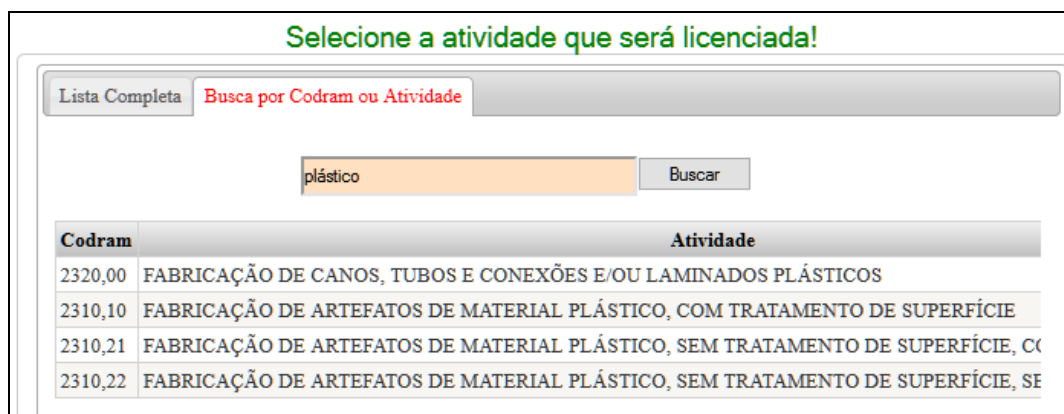 Selecione a atividade que será licenciada!
Lista Completa Busca por Codram ou Atividade
plástico Buscar
Codram Atividade
2320,00 FABRICAÇÃO DE CANOS, TUBOS E CONEXÕES E/OU LAMINADOS PLÁSTICOS
2310,10 FABRICAÇÃO DE ARTEFATOS DE MATERIAL PLÁSTICO, COM TRATAMENTO DE SUPERFÍCIE
2310,21 FABRICAÇÃO DE ARTEFATOS DE MATERIAL PLÁSTICO, SEM TRATAMENTO DE SUPERFÍCIE,
2310,22 FABRICAÇÃO DE ARTEFATOS DE MATERIAL PLÁSTICO, SEM TRATAMENTO DE SUPERFÍCIE,